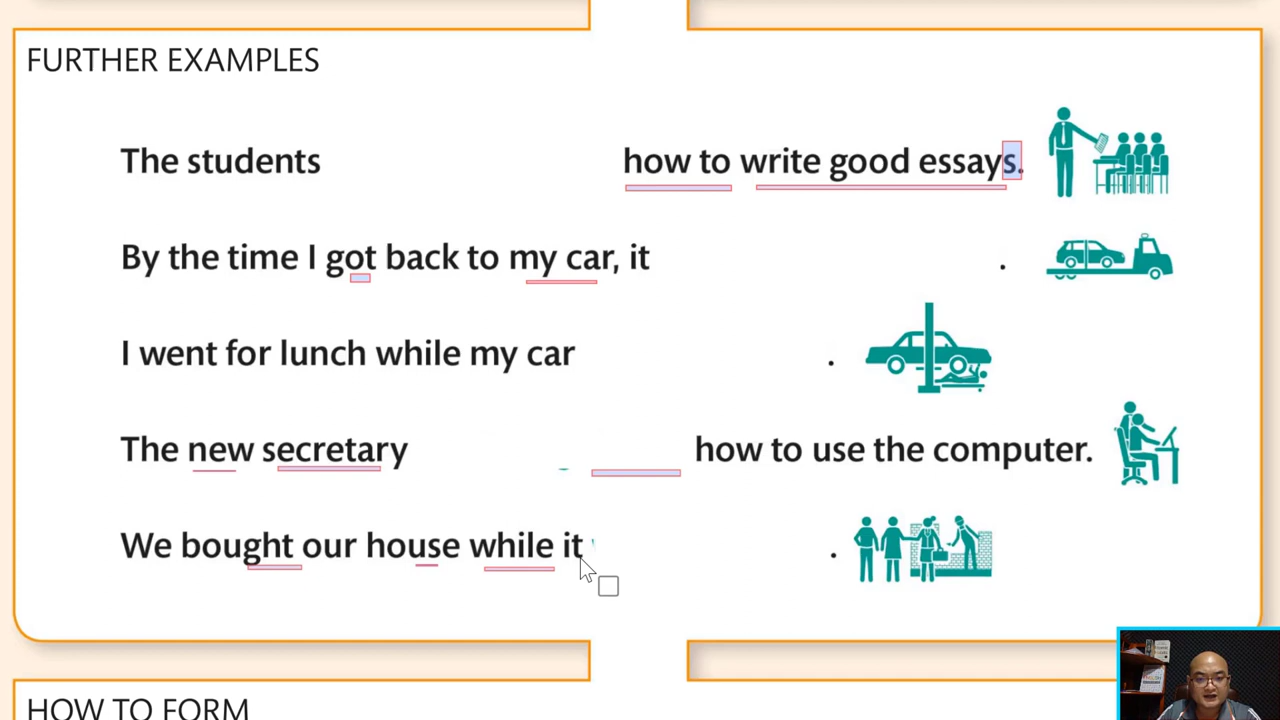 FURTHER EXAMPLES
The students how to write good essays.
By the time I got back to my car, it .
I went for lunch while my car .
The new secretary how to use the computer.
We bought our house while it .
HOW TO FORM